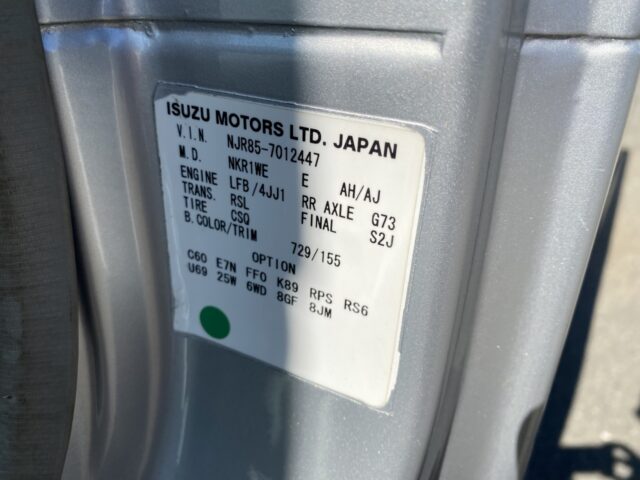 ISUZU MOTORS LTD. JAPAN
V.I.N. NJR85-7012447
M.D. NKR1WE E AH/AJ
ENGINE LFB/4JJ1 RR AXLE G73
TRANS. RSL FINAL S2J
TIRE CSQ
B.COLOR/TRIM 729/155
OPTION
C60 E7N FF0 K89 RPS RS6
U69 25W 6WD 8GF 8JM